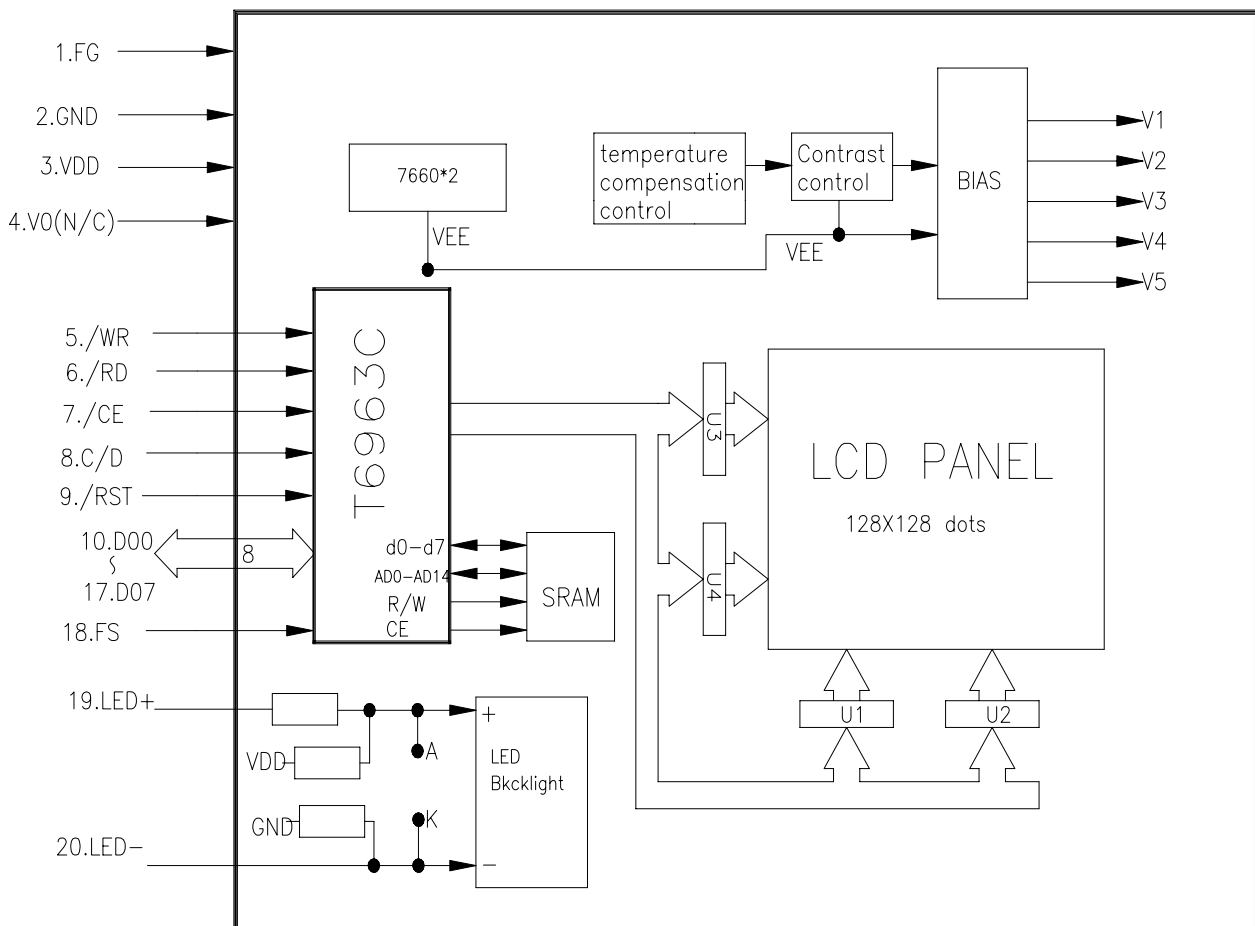 1.FG
2.GND
3.VDD
4.V0(N/C)
7660*2
VEE
temperature
compensation
control
Contrast
control
VEE
BIAS
V1
V2
V3
V4
V5
5./WR
6./RD
7./CE
8.C/D
9./RST
10.D00
~
17.D07
8
18.FS
T6963C
d0-d7
AD0-AD14
R/W
CE
SRAM
U3
U4
LCD PANEL
128X128 dots
U1
U2
19.LED+
VDD
A
+
LED
Bkcklight
GND
K
20.LED-
-